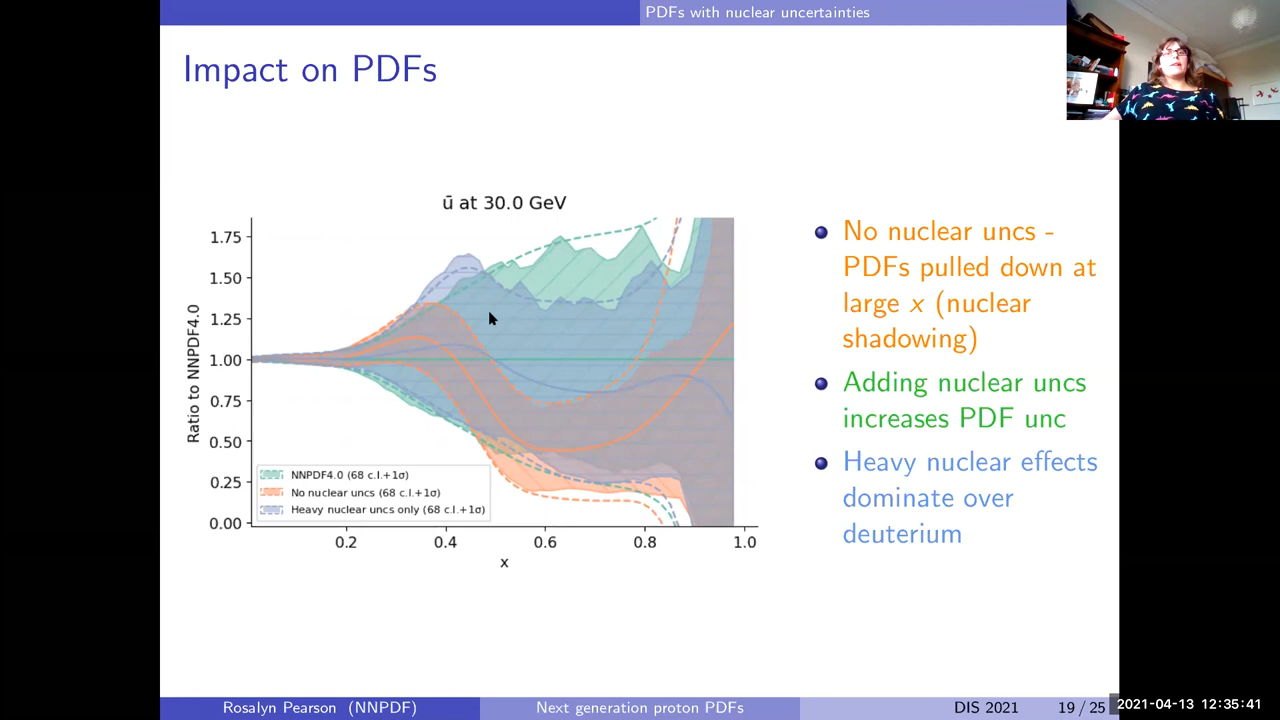 PDFs with nuclear uncertainties
Impact on PDFs
ū at 30.0 GeV
Ratio to NNPDF4.0
1.75
1.50
1.25
1.00
0.75
0.50
0.25
0.00
NNPDF4.0 (68 c.l.+1σ)
No nuclear uncs (68 c.l.+1σ)
Heavy nuclear uncs only (68 c.l.+1σ)
0.2 0.4 0.6 0.8 1.0
x
No nuclear uncs -
PDFs pulled down at
large x (nuclear
shadowing)
Adding nuclear uncs
increases PDF unc
Heavy nuclear effects
dominate over
deuterium
Rosalyn Pearson (NNPDF)
Next generation proton PDFs
DIS 2021
19 / 25
2021-04-13 12:35:41